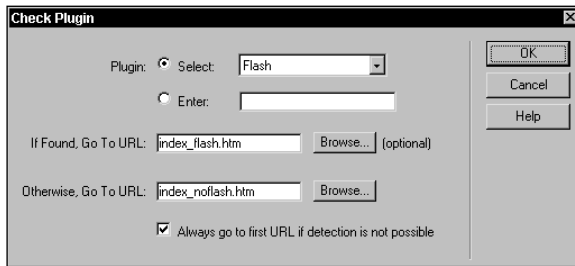 Check Plugin
Plugin: Select: Flash
Enter:
If Found, Go To URL: index_flash.htm Browse... (optional)
Otherwise, Go To URL: index_noflash.htm Browse...
Always go to first URL if detection is not possible
OK
Cancel
Help